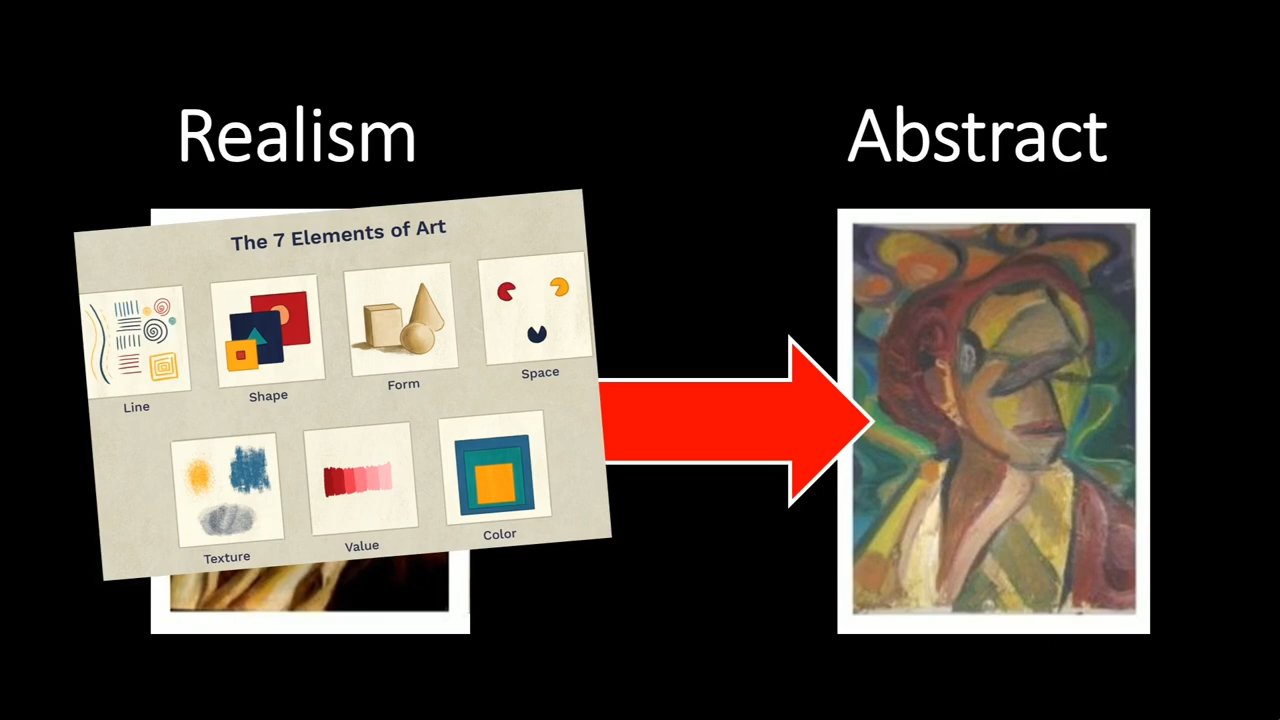 Realism
Abstract
The 7 Elements of Art
Line
Shape
Form
Space
Texture
Value
Color